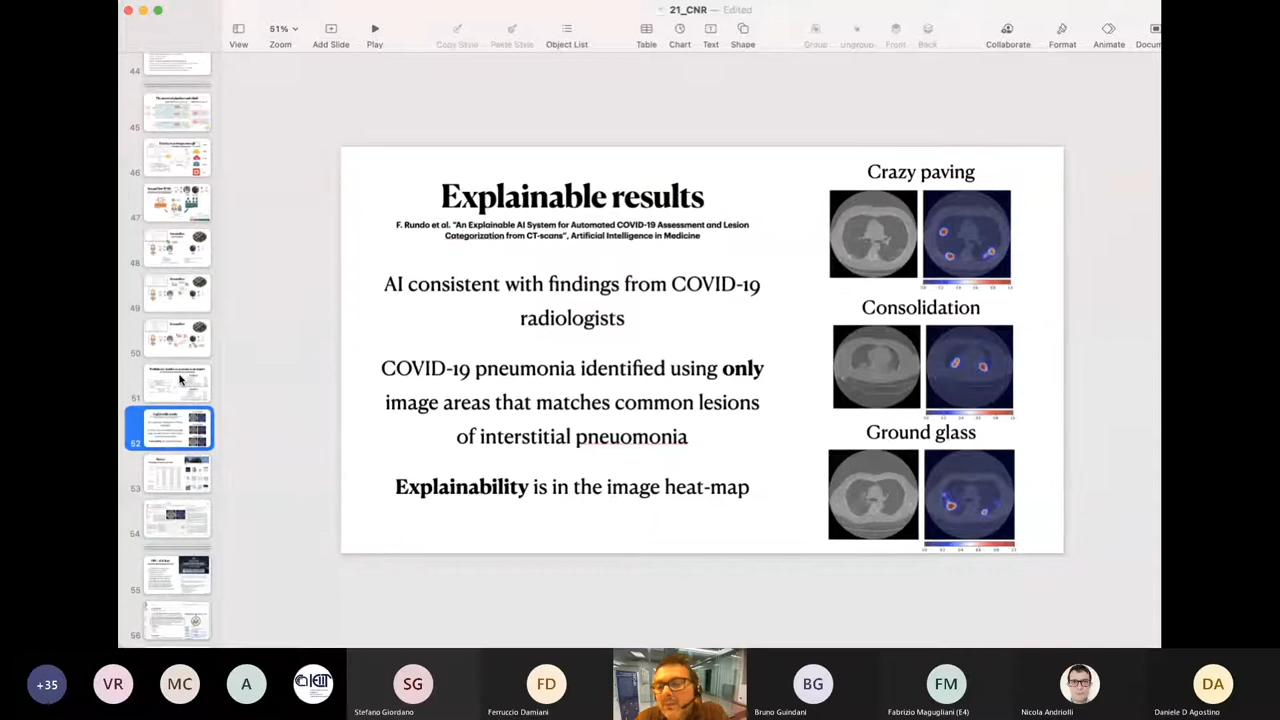 21_CNR — Edited
51%
View
Zoom
Add Slide
Play
Copy Style
Paste Style
Object List
Table
Chart
Text
Shape
Group
Ungroup
Front
Back
Collaborate
Format
Animate
Docum
44
45
46
47
48
49
50
51
52
53
54
55
56
Explainable results
F. Rundo et al. "An Explainable AI System for Automated COVID-19 Assessment and Lesion
Categorization from CT-scans", Artificial Intelligence in Medicine
AI consistent with findings from COVID-19
radiologists
COVID-19 pneumonia identified using only
image areas that matches common lesions
of interstitial pneuomonia
Explainability is in the image heat-map
Crazy paving
Consolidation
Ground glass
+35
VR
MC
A
IEIIT
SG
Stefano Giordano
FD
Ferruccio Damiani
BG
Bruno Guindani
FM
Fabrizio Magugliani (E4)
Nicola Andriolli
DA
Daniele D Agostino